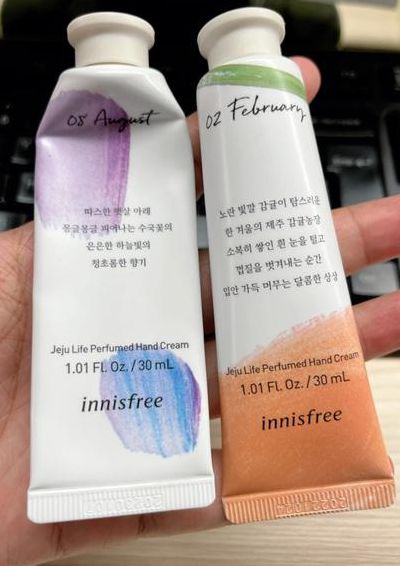 08 August
따스한 햇살 아래
몽글몽글 피어나는 수국꽃의
은은한 하늘빛의
청초롬한 향기
Jeju Life Perfumed Hand Cream
1.01 FL. Oz. / 30 mL
innisfree
02 February
노란 빛깔 감귤이 탐스러운
한 겨울의 제주 감귤농장
소복히 쌓인 흰 눈을 털고
껍질을 벗겨내는 순간
입안 가득 머무는 달콤한 상상
Jeju Life Perfumed Hand Cream
1.01 FL. Oz. / 30 mL
innisfree